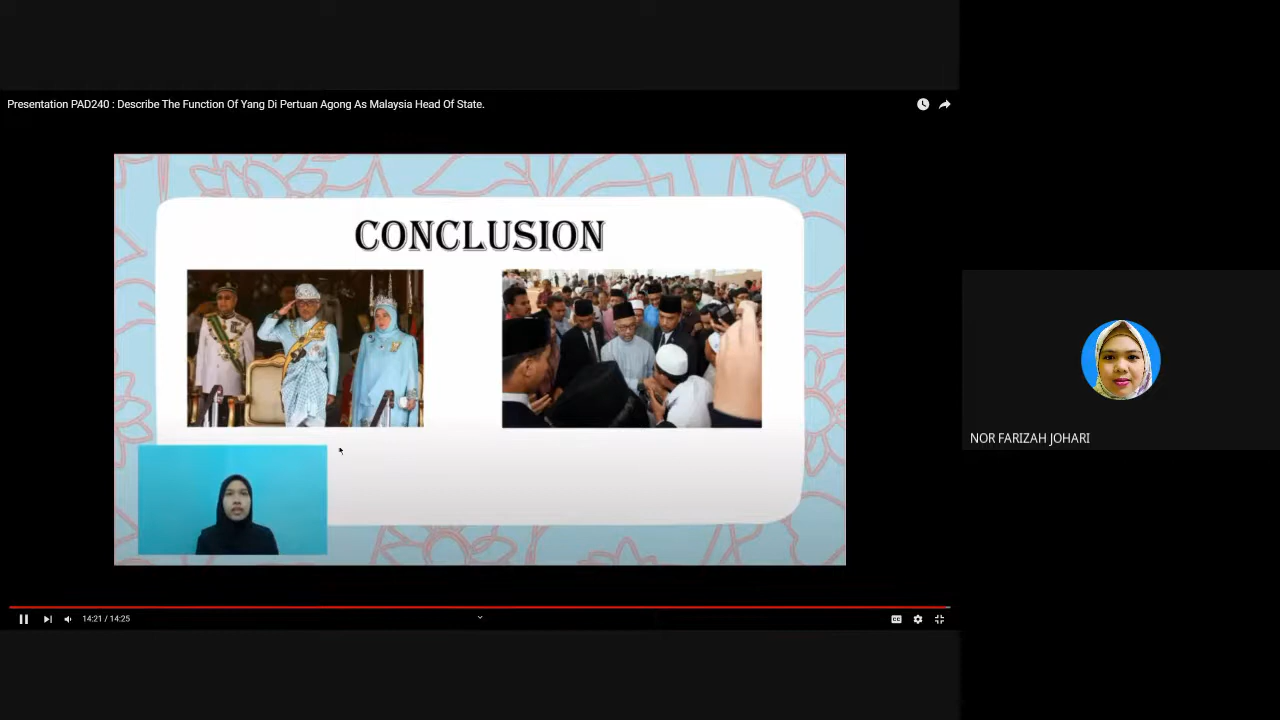 Presentation PAD240 : Describe The Function Of Yang Di Pertuan Agong As Malaysia Head Of State.
CONCLUSION
NOR FARIZAH JOHARI
14:21 / 14:25
CC